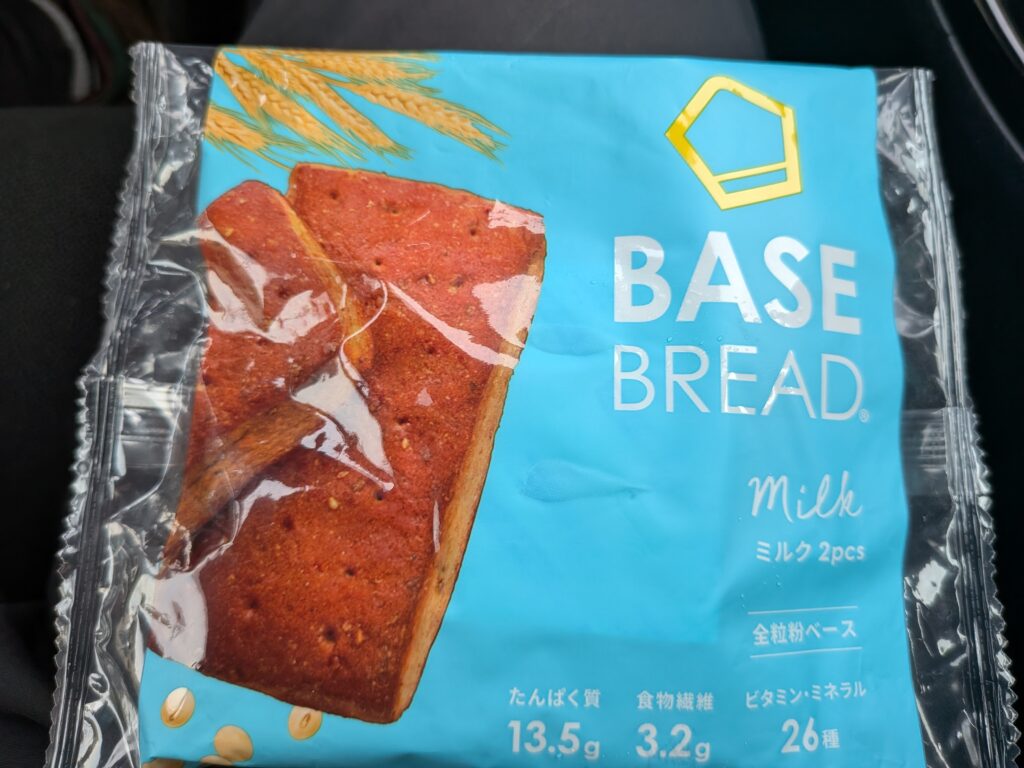 BASE
BREAD®
Milk
ミルク 2pcs
全粒粉ベース
たんぱく質 食物繊維 ビタミン・ミネラル
13.5g 3.2g 26種